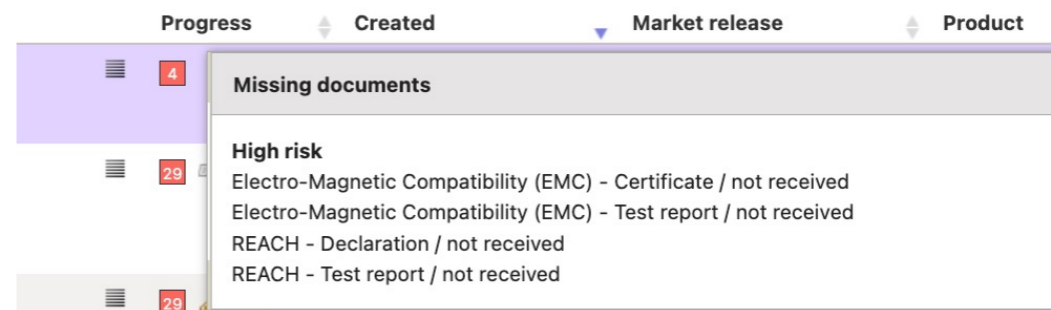 Progress Created Market release Product
4
Missing documents
High risk
29
Electro-Magnetic Compatibility (EMC) - Certificate / not received
Electro-Magnetic Compatibility (EMC) - Test report / not received
REACH - Declaration / not received
REACH - Test report / not received
29